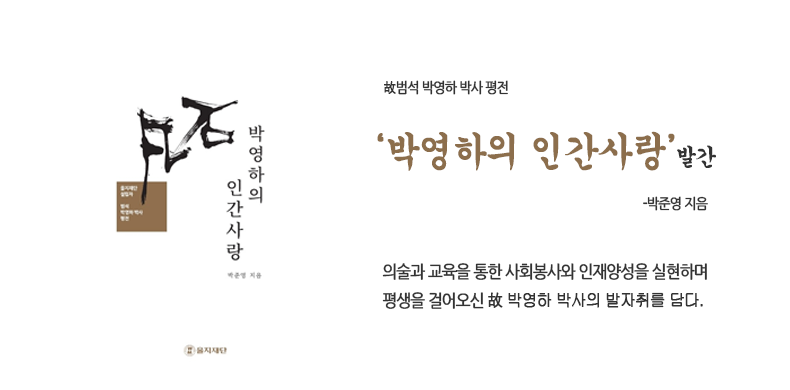 박영하의
인간사랑
을지재단
설립자
범석
박영하 박사
평전
박준영 지음
을지재단
故범석 박영하 박사 평전
‘박영하의 인간사랑’ 발간
-박준영 지음
의술과 교육을 통한 사회봉사와 인재양성을 실현하며
평생을 걸어오신 故 박영하 박사의 발자취를 담다.